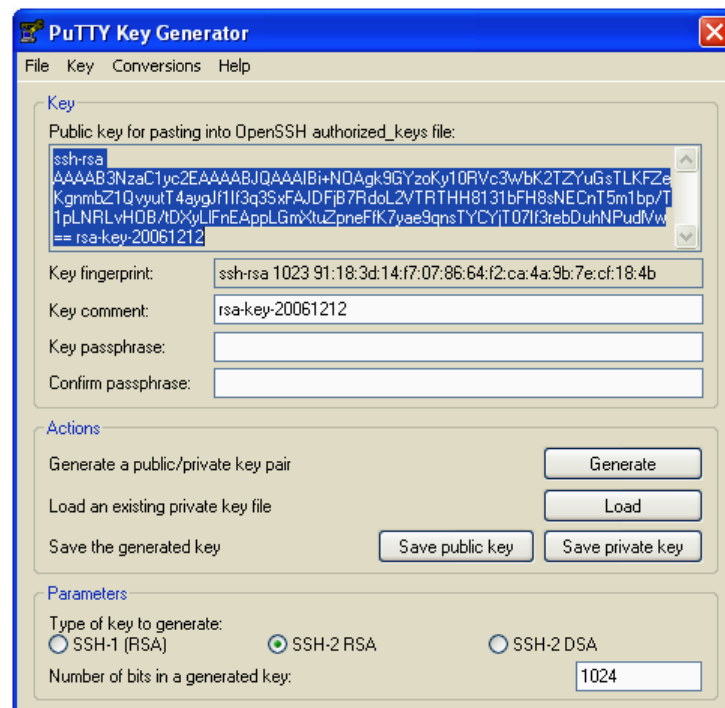 PuTTY Key Generator
File Key Conversions Help
Key
Public key for pasting into OpenSSH authorized_keys file:
ssh-rsa
AAAAB3NzaC1yc2EAAAABJQAAAIBi+NOAgk9GYzoKy10RVc3WbK2TZYuGsTLKFZe
KgnmbZ1QvyutT4aygJf1If3q3SxFAJDFjB7RdoL2VTRTHH8131bFH8sNECnT5m1bp/T
1pLNRLvHOB/tDXyLlFnEAppLGmXtuZpneFfK7yae9qnsTYCYjT07lf3rebDuhNPudlVw
== rsa-key-20061212
Key fingerprint: ssh-rsa 1023 91:18:3d:14:f7:07:86:64:f2:ca:4a:9b:7e:cf:18:4b
Key comment: rsa-key-20061212
Key passphrase:
Confirm passphrase:
Actions
Generate a public/private key pair Generate
Load an existing private key file Load
Save the generated key Save public key Save private key
Parameters
Type of key to generate:
SSH-1 (RSA) SSH-2 RSA SSH-2 DSA
Number of bits in a generated key: 1024